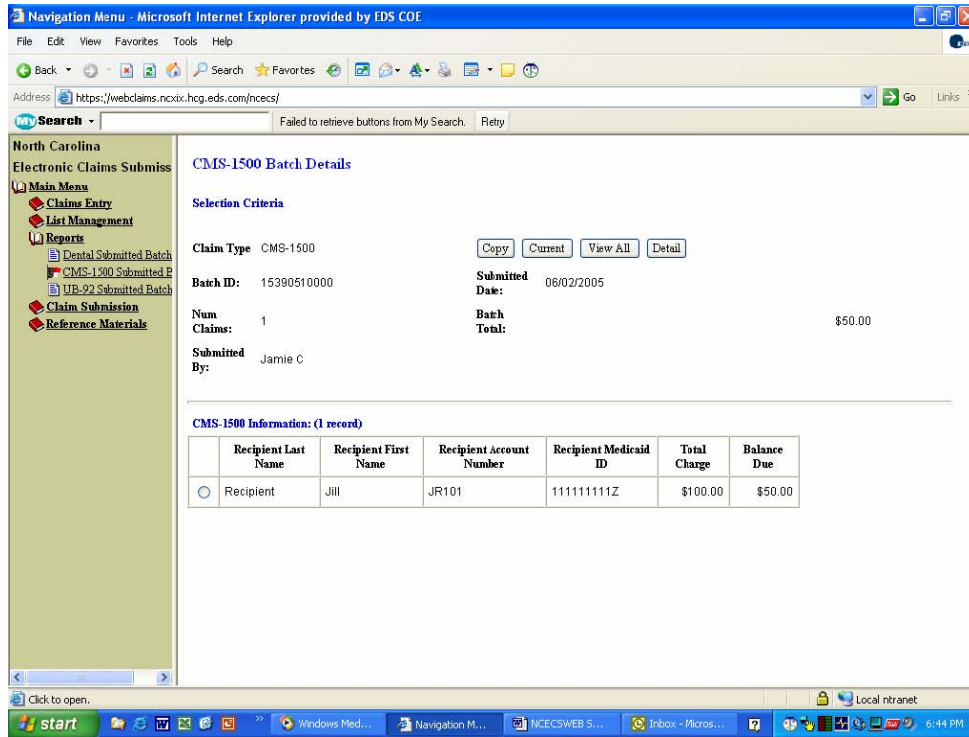 Navigation Menu - Microsoft Internet Explorer provided by EDS COE
File Edit View Favorites Tools Help
Back Search Favortes
Address https://webclaims.ncxix.hcg.eds.com/ncecs/ Go Links
My Search Failed to retrieve buttons from My Search. Retry
North Carolina
Electronic Claims Submiss
Main Menu
Claims Entry
List Management
Reports
Dental Submitted Batch
CMS-1500 Submitted B
UB-92 Submitted Batch
Claim Submission
Reference Materials
CMS-1500 Batch Details
Selection Criteria
Claim Type CMS-1500 Copy Current View All Detail
Batch ID: 15390510000 Submitted Date: 06/02/2005
Num Claims: 1 Batch Total: $50.00
Submitted By: Jamie C
CMS-1500 Information: (1 record)
Recipient Last Name Recipient First Name Recipient Account Number Recipient Medicaid ID Total Charge Balance Due
Recipient Jill JR101 111111111Z $100.00 $50.00
Click to open. Local ntranet
start Windows Med... Navigation M... NCECSWEB S... Inbox - Micros... 6:44 PM